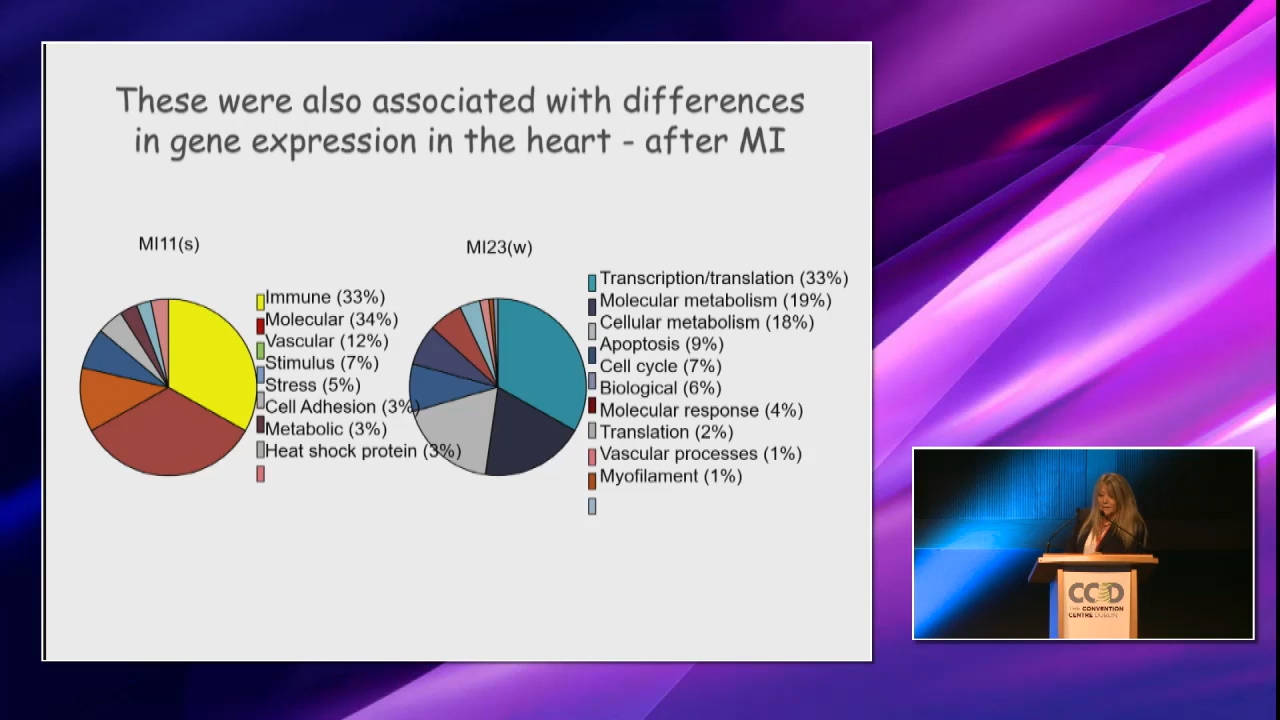 These were also associated with differences
in gene expression in the heart - after MI
MI11(s)
Immune (33%)
Molecular (34%)
Vascular (12%)
Stimulus (7%)
Stress (5%)
Cell Adhesion (3%)
Metabolic (3%)
Heat shock protein (3%)
MI23(w)
Transcription/translation (33%)
Molecular metabolism (19%)
Cellular metabolism (18%)
Apoptosis (9%)
Cell cycle (7%)
Biological (6%)
Molecular response (4%)
Translation (2%)
Vascular processes (1%)
Myofilament (1%)
CCD
THE CONVENTION
CENTRE DUBLIN